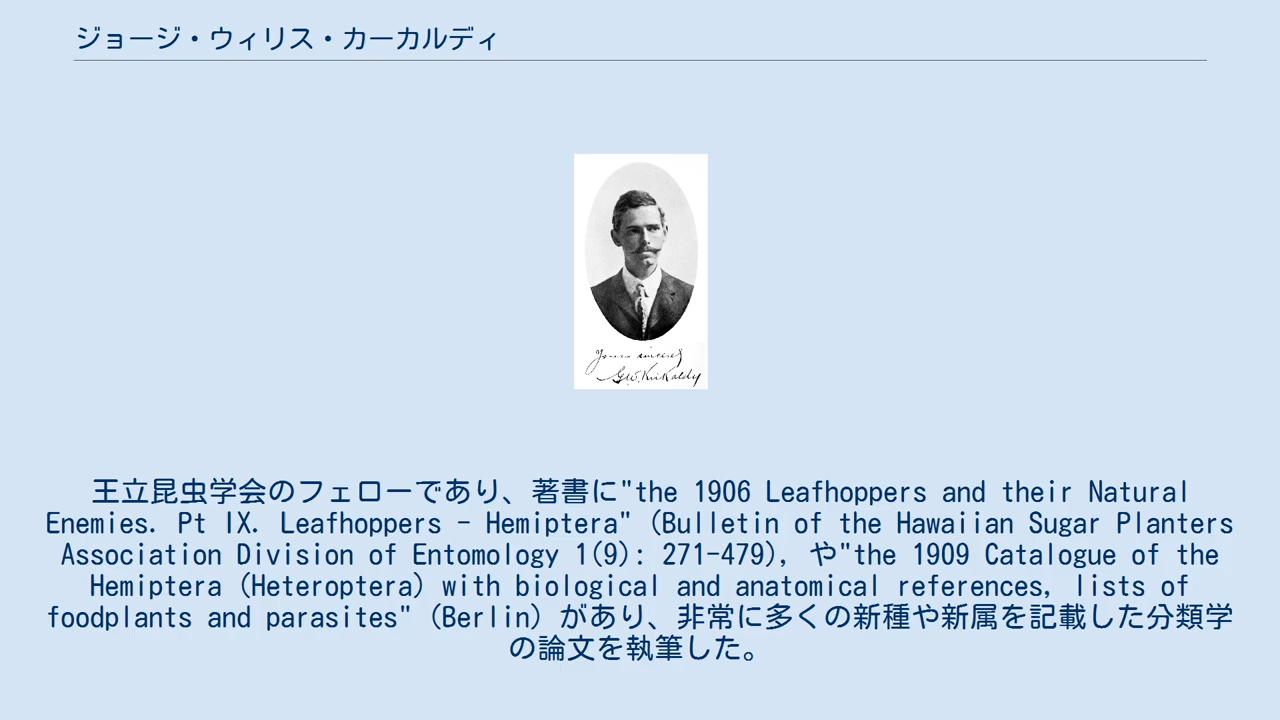 ジョージ・ウィリス・カーカルディ
Yours sincerely
G.W. Kirkaldy
王立昆虫学会のフェローであり、著書に"the 1906 Leafhoppers and their Natural
Enemies. Pt IX. Leafhoppers - Hemiptera" (Bulletin of the Hawaiian Sugar Planters
Association Division of Entomology 1(9): 271-479), や"the 1909 Catalogue of the
Hemiptera (Heteroptera) with biological and anatomical references, lists of
foodplants and parasites" (Berlin) があり、非常に多くの新種や新属を記載した分類学
の論文を執筆した。